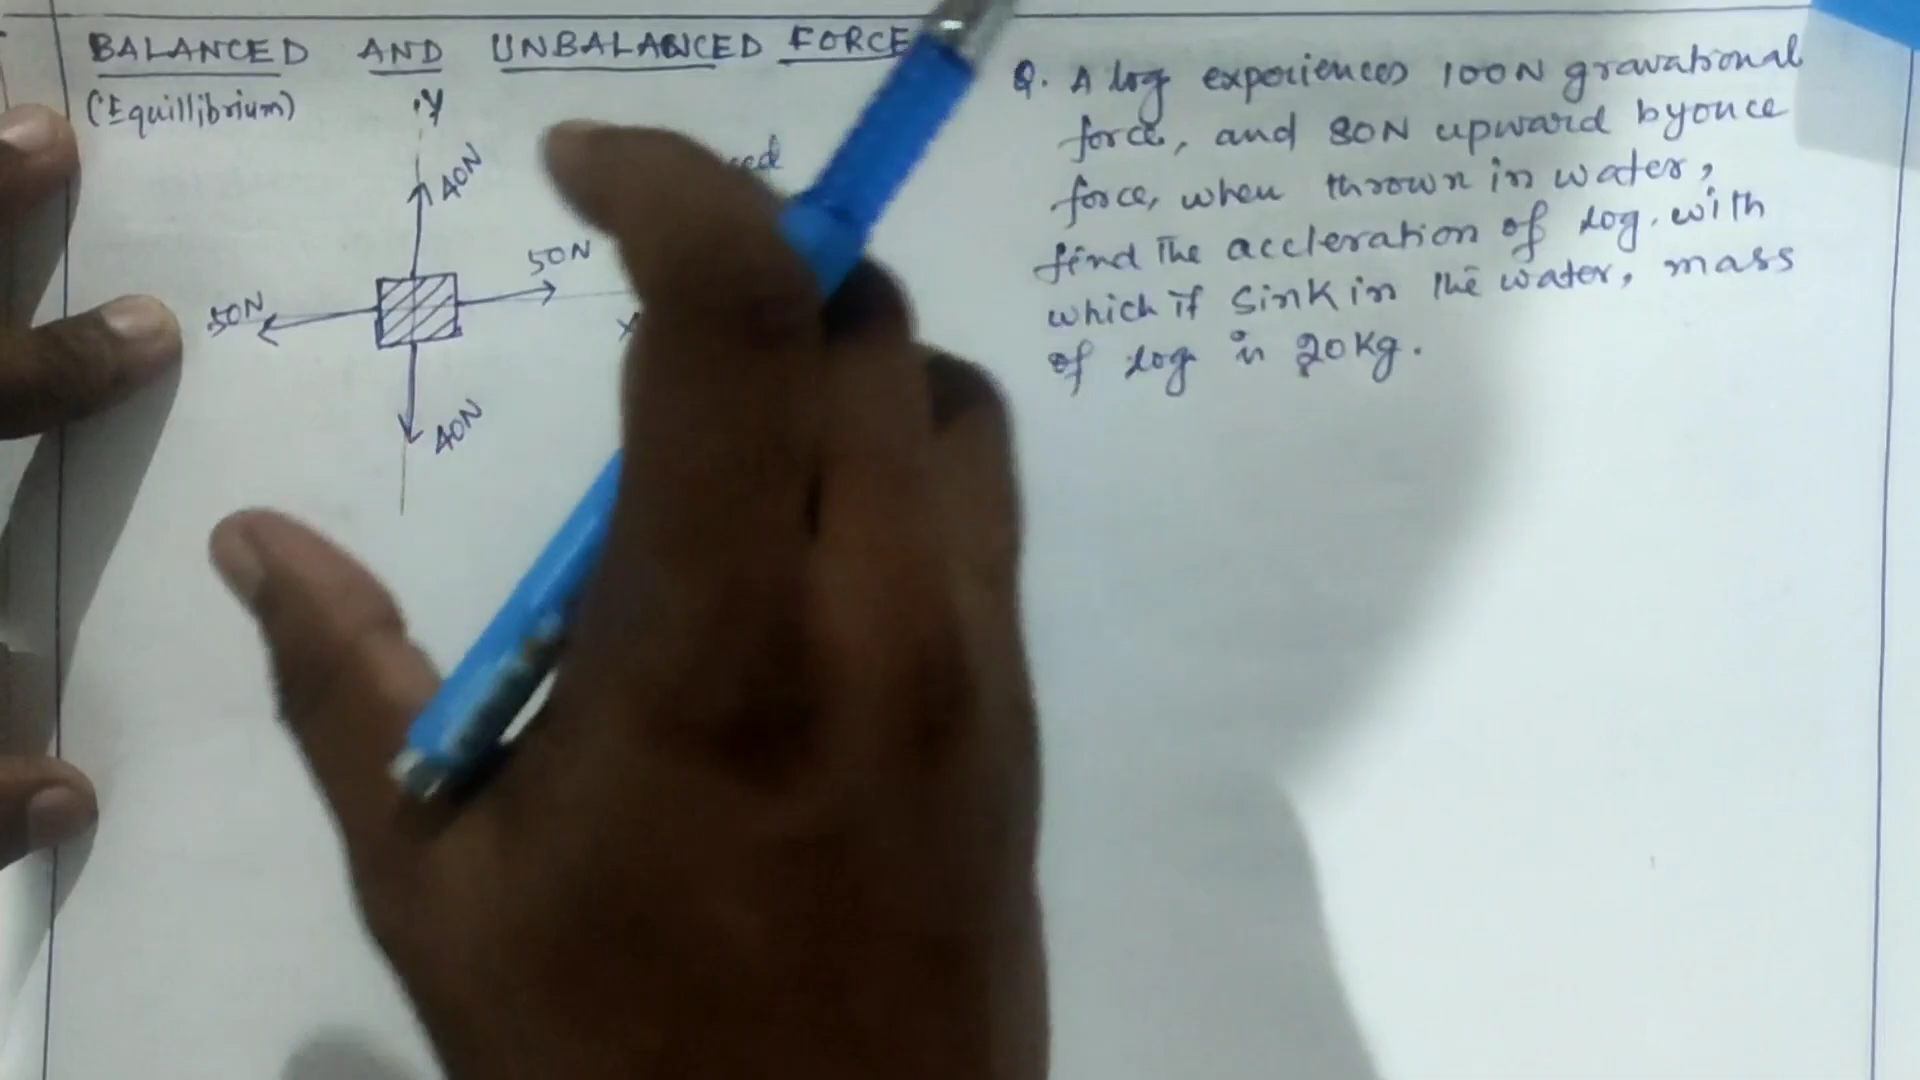 BALANCED AND UNBALANCED FORCE
(Equillibrium)
Y
40N
50N
50N
X
40N
Q. A log experiences 100N gravational
force, and 80N upward byouce
force, when thrown in water,
find The accleration of log. with
which it sink in the water, mass
of log is 20Kg.